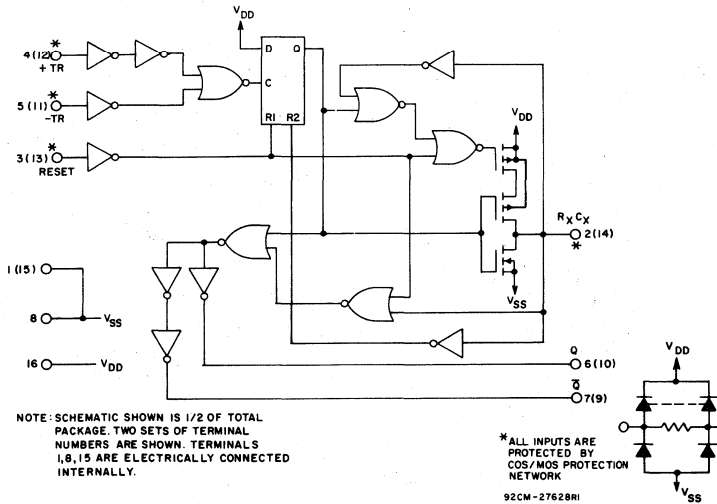 VDD
4(12) *
+ TR
5(11) *
-TR
3(13) *
RESET
D
Q
C
R1
R2
VDD
RXCX
2(14)
*
VSS
1(15)
8
VSS
16
VDD
Q
6(10)
Q̅
7(9)
NOTE: SCHEMATIC SHOWN IS 1/2 OF TOTAL
PACKAGE. TWO SETS OF TERMINAL
NUMBERS ARE SHOWN. TERMINALS
1,8,15 ARE ELECTRICALLY CONNECTED
INTERNALLY.
VDD
*ALL INPUTS ARE
PROTECTED BY
COS/MOS PROTECTION
NETWORK
VSS
92CM-27628R1